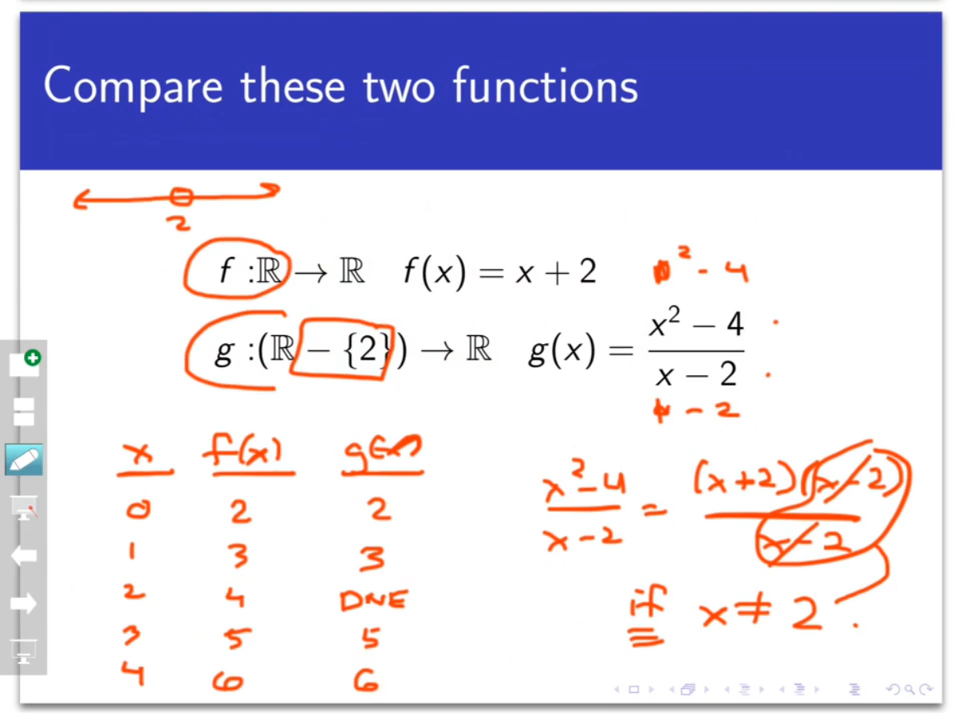 Compare these two functions
2
f :ℝ → ℝ f(x) = x + 2
² - 4
g :(ℝ − {2}) → ℝ g(x) = x² − 4 / x − 2
- 2
x f(x) g(x)
0 2 2
1 3 3
2 4 DNE
3 5 5
4 6 6
x²-4 / x-2 = (x+2)(x-2) / x-2
if x ≠ 2.